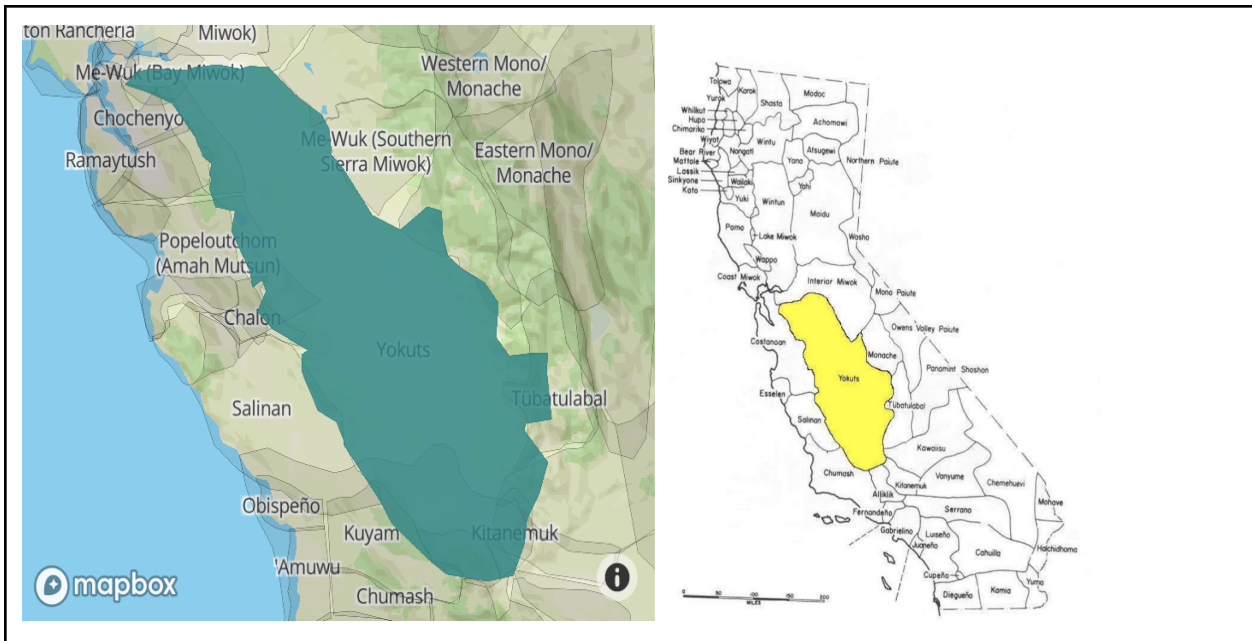 ton Rancheria
Miwok)
Me-Wuk (Bay Miwok)
Western Mono/
Monache
Chochenyo
Me-Wuk (Southern
Sierra Miwok)
Ramaytush
Eastern Mono/
Monache
Popeloutchom
(Amah Mutsun)
Chalon
Yokuts
Salinan
Tübatulabal
Obispeño
Kuyam
Kitanemuk
'Amuwu
Chumash
mapbox
i
Tolowa
Yurok
Karok
Shasta
Modoc
Whilkut
Hupa
Chimariko
Wiyot
Achomawi
Bear River
Mattole
Nongatl
Wintu
Atsugewi
Northern Paiute
Lassik
Sinkyone
Wailaki
Yana
Kato
Yahi
Yuki
Wintun
Maidu
Pomo
Lake Miwok
Washo
Wappo
Coast Miwok
Interior Miwok
Mono Paiute
Owens Valley Paiute
Costanoan
Monache
Panamint Shoshon
Yokuts
Esselen
Tübatulabal
Salinan
Kawaiisu
Chumash
Vanyume
Kitanemuk
Chemehuevi
Alliklik
Mohave
Fernandeño
Serrano
Gabrielino
Luiseño
Juaneño
Cahuilla
Halchidhoma
Cupeño
Yuma
Diegueño
Kamia
0 50 100 150 200
MILES